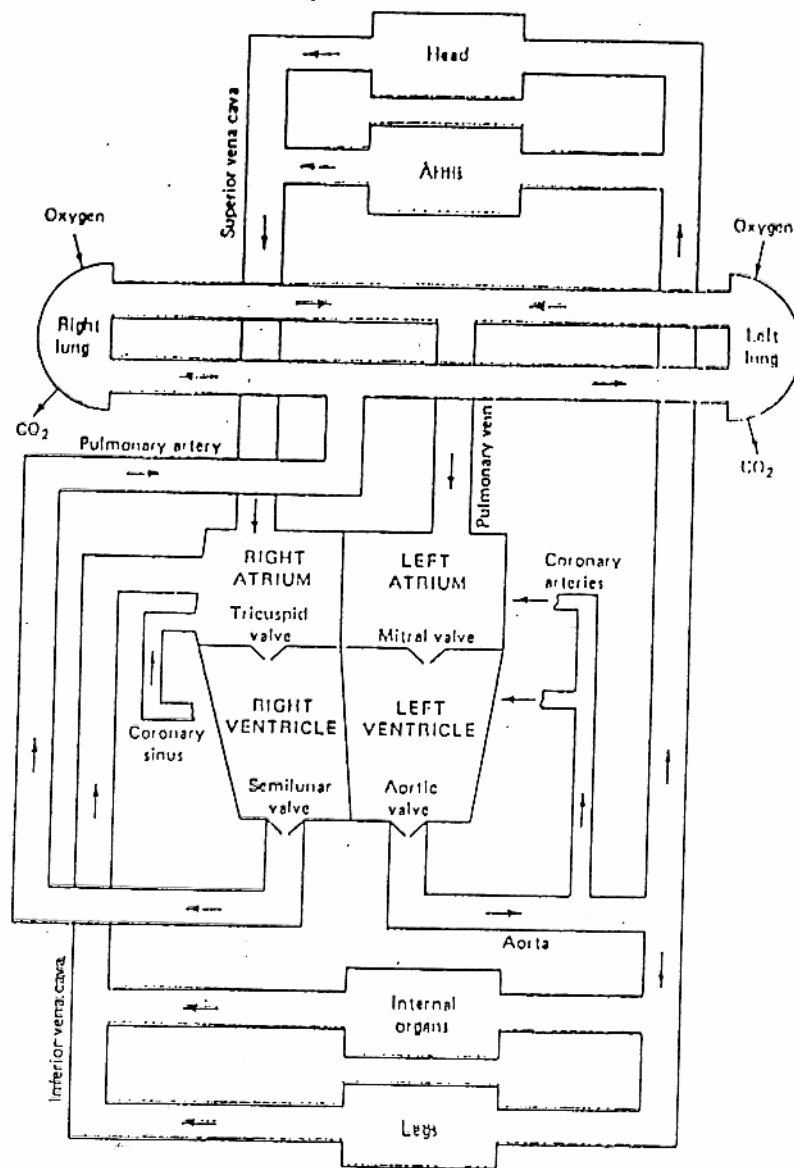 Head
Superior vena cava
Arms
Oxygen
Oxygen
Right
lung
Left
lung
CO2
CO2
Pulmonary artery
Pulmonary vein
RIGHT
ATRIUM
LEFT
ATRIUM
Coronary
arteries
Tricuspid
valve
Mitral valve
RIGHT
VENTRICLE
LEFT
VENTRICLE
Coronary
sinus
Semilunar
valve
Aortic
valve
Aorta
Inferior vena cava
Internal
organs
Legs